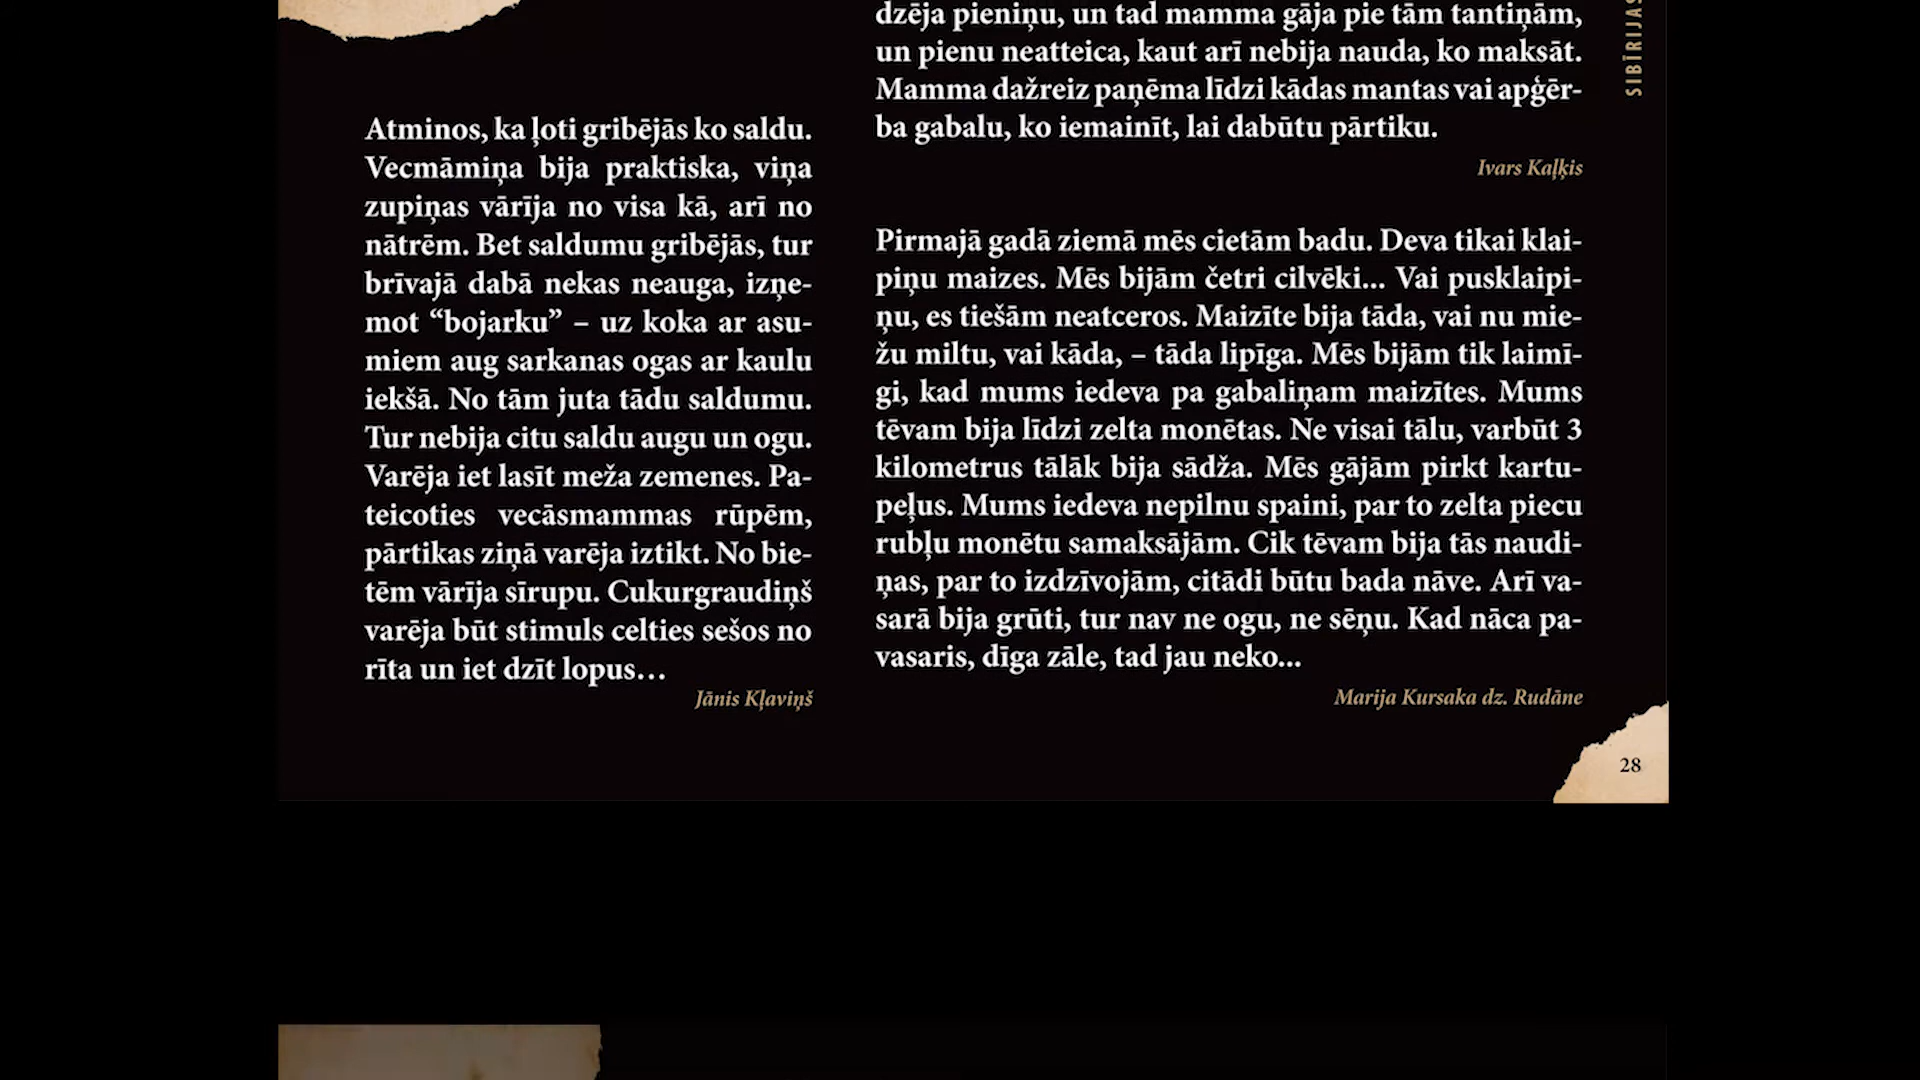 Atminos, ka ļoti gribējās ko saldu.
Vecmāmiņa bija praktiska, viņa
zupiņas vārīja no visa kā, arī no
nātrēm. Bet saldumu gribējās, tur
brīvajā dabā nekas neauga, izņe-
mot “bojarku” – uz koka ar asu-
miem aug sarkanas ogas ar kaulu
iekšā. No tām juta tādu saldumu.
Tur nebija citu saldu augu un ogu.
Varēja iet lasīt meža zemenes. Pa-
teicoties vecāsmammas rūpēm,
pārtikas ziņā varēja iztikt. No bie-
tēm vārīja sīrupu. Cukurgraudiņš
varēja būt stimuls celties sešos no
rīta un iet dzīt lopus…
Jānis Kļaviņš
dzēja pieniņu, un tad mamma gāja pie tām tantiņām,
un pienu neatteica, kaut arī nebija nauda, ko maksāt.
Mamma dažreiz paņēma līdzi kādas mantas vai apģēr-
ba gabalu, ko iemainīt, lai dabūtu pārtiku.
Ivars Kaļķis
Pirmajā gadā ziemā mēs cietām badu. Deva tikai klai-
piņu maizes. Mēs bijām četri cilvēki... Vai pusklaipi-
ņu, es tiešām neatceros. Maizīte bija tāda, vai nu mie-
žu miltu, vai kāda, – tāda lipīga. Mēs bijām tik laimī-
gi, kad mums iedeva pa gabaliņam maizītes. Mums
tēvam bija līdzi zelta monētas. Ne visai tālu, varbūt 3
kilometrus tālāk bija sādža. Mēs gājām pirkt kartu-
peļus. Mums iedeva nepilnu spaini, par to zelta piecu
rubļu monētu samaksājām. Cik tēvam bija tās naudi-
ņas, par to izdzīvojām, citādi būtu bada nāve. Arī va-
sarā bija grūti, tur nav ne ogu, ne sēņu. Kad nāca pa-
vasaris, dīga zāle, tad jau neko...
Marija Kursaka dz. Rudāne
SIBĪRIJAS
28